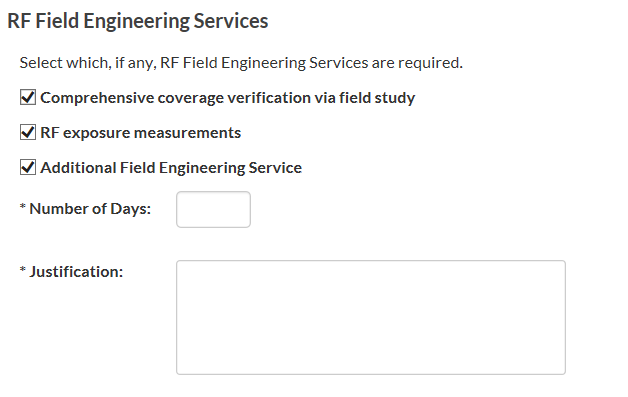 RF Field Engineering Services
Select which, if any, RF Field Engineering Services are required.
Comprehensive coverage verification via field study
RF exposure measurements
Additional Field Engineering Service
* Number of Days:
* Justification: